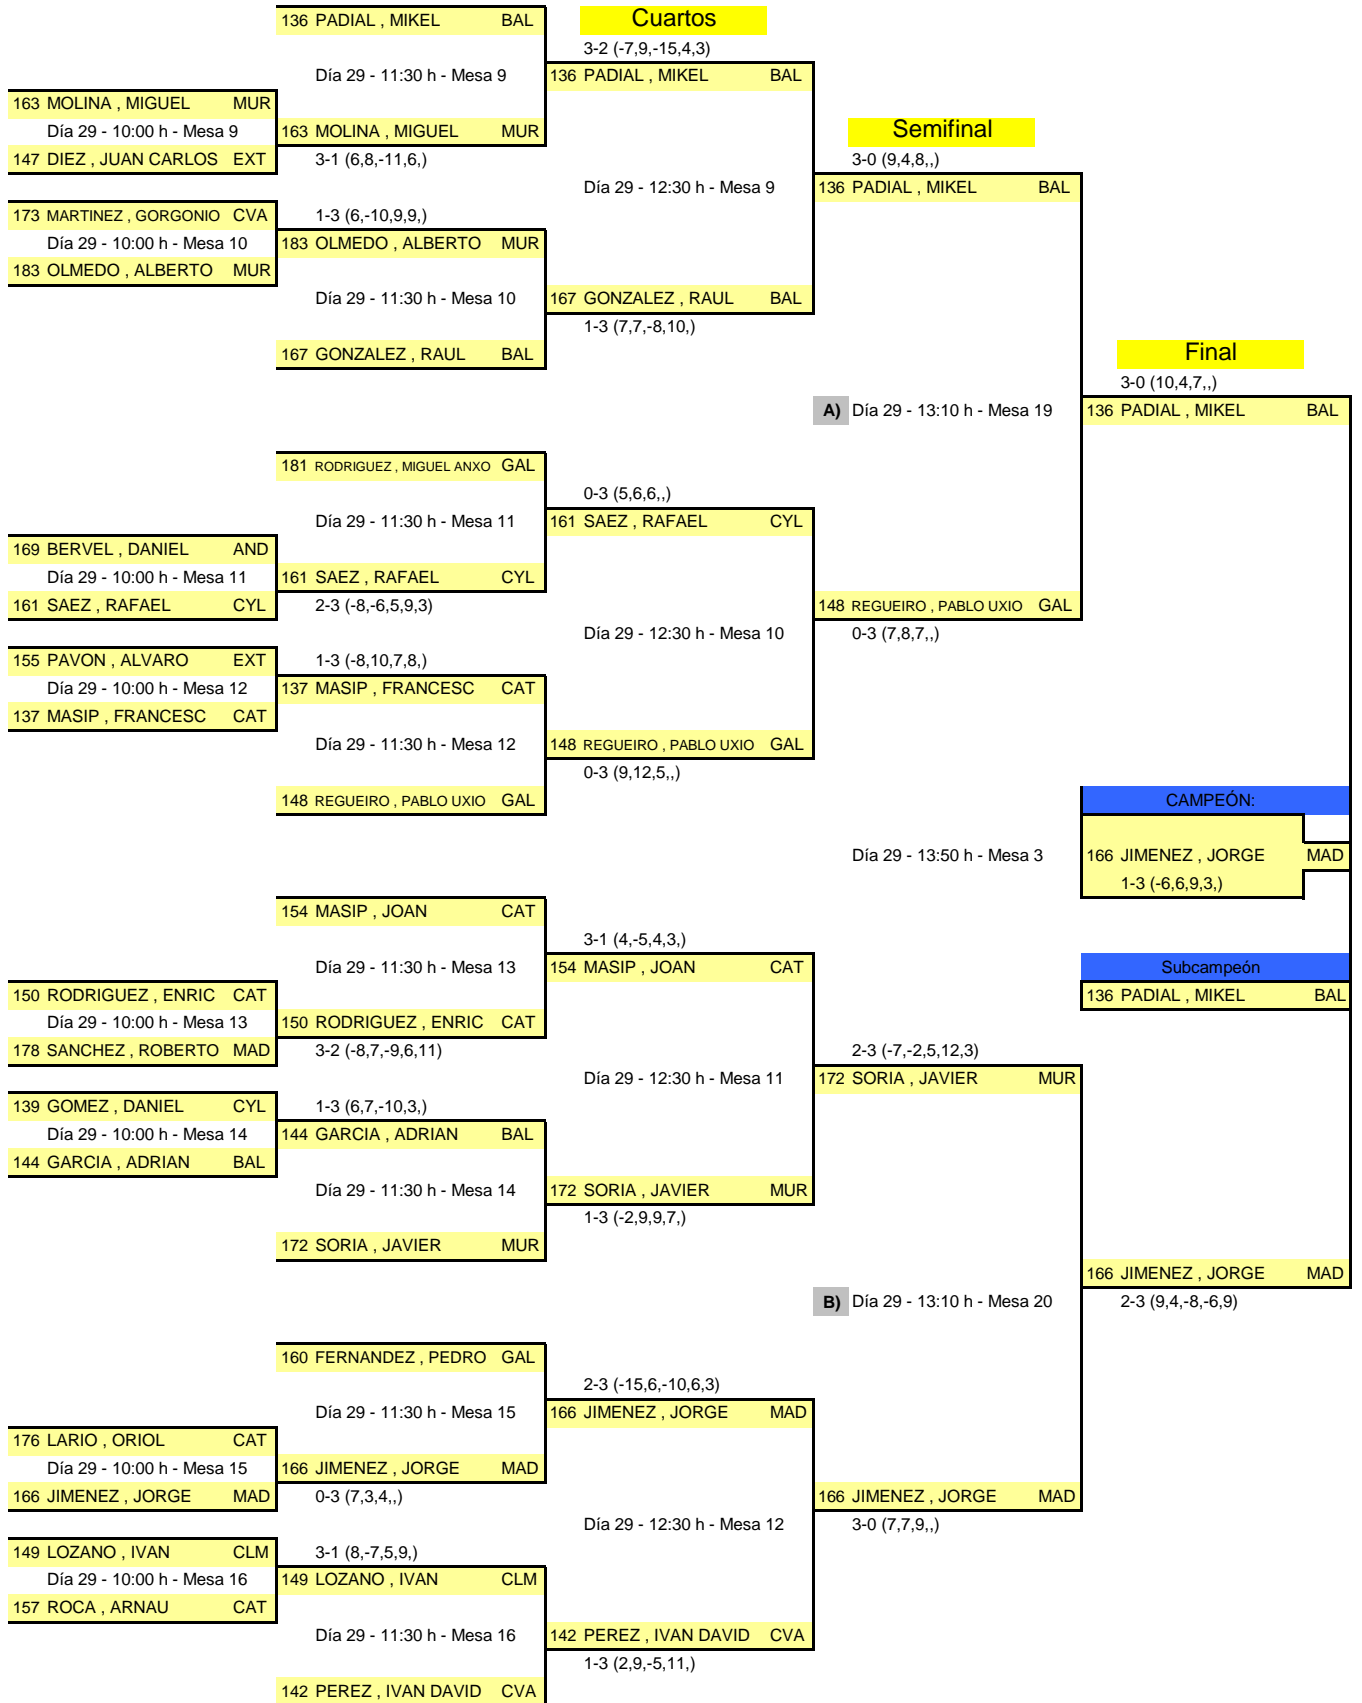 136 PADIAL , MIKEL BAL
Cuartos
3-2 (-7,9,-15,4,3)
Día 29 - 11:30 h - Mesa 9
136 PADIAL , MIKEL BAL
163 MOLINA , MIGUEL MUR
Día 29 - 10:00 h - Mesa 9
163 MOLINA , MIGUEL MUR
Semifinal
147 DIEZ , JUAN CARLOS EXT
3-1 (6,8,-11,6,)
3-0 (9,4,8,,)
Día 29 - 12:30 h - Mesa 9
136 PADIAL , MIKEL BAL
173 MARTINEZ , GORGONIO CVA
1-3 (6,-10,9,9,)
Día 29 - 10:00 h - Mesa 10
183 OLMEDO , ALBERTO MUR
183 OLMEDO , ALBERTO MUR
Día 29 - 11:30 h - Mesa 10
167 GONZALEZ , RAUL BAL
1-3 (7,7,-8,10,)
167 GONZALEZ , RAUL BAL
Final
3-0 (10,4,7,,)
A) Día 29 - 13:10 h - Mesa 19
136 PADIAL , MIKEL BAL
181 RODRIGUEZ , MIGUEL ANXO GAL
0-3 (5,6,6,,)
Día 29 - 11:30 h - Mesa 11
161 SAEZ , RAFAEL CYL
169 BERVEL , DANIEL AND
Día 29 - 10:00 h - Mesa 11
161 SAEZ , RAFAEL CYL
161 SAEZ , RAFAEL CYL
2-3 (-8,-6,5,9,3)
148 REGUEIRO , PABLO UXIO GAL
Día 29 - 12:30 h - Mesa 10
0-3 (7,8,7,,)
155 PAVON , ALVARO EXT
1-3 (-8,10,7,8,)
Día 29 - 10:00 h - Mesa 12
137 MASIP , FRANCESC CAT
137 MASIP , FRANCESC CAT
Día 29 - 11:30 h - Mesa 12
148 REGUEIRO , PABLO UXIO GAL
0-3 (9,12,5,,)
148 REGUEIRO , PABLO UXIO GAL
CAMPEÓN:
Día 29 - 13:50 h - Mesa 3
166 JIMENEZ , JORGE MAD
1-3 (-6,6,9,3,)
154 MASIP , JOAN CAT
3-1 (4,-5,4,3,)
Día 29 - 11:30 h - Mesa 13
154 MASIP , JOAN CAT
Subcampeón
150 RODRIGUEZ , ENRIC CAT
136 PADIAL , MIKEL BAL
Día 29 - 10:00 h - Mesa 13
150 RODRIGUEZ , ENRIC CAT
178 SANCHEZ , ROBERTO MAD
3-2 (-8,7,-9,6,11)
2-3 (-7,-2,5,12,3)
Día 29 - 12:30 h - Mesa 11
172 SORIA , JAVIER MUR
139 GOMEZ , DANIEL CYL
1-3 (6,7,-10,3,)
Día 29 - 10:00 h - Mesa 14
144 GARCIA , ADRIAN BAL
144 GARCIA , ADRIAN BAL
Día 29 - 11:30 h - Mesa 14
172 SORIA , JAVIER MUR
1-3 (-2,9,9,7,)
172 SORIA , JAVIER MUR
166 JIMENEZ , JORGE MAD
B) Día 29 - 13:10 h - Mesa 20
2-3 (9,4,-8,-6,9)
160 FERNANDEZ , PEDRO GAL
2-3 (-15,6,-10,6,3)
Día 29 - 11:30 h - Mesa 15
166 JIMENEZ , JORGE MAD
176 LARIO , ORIOL CAT
Día 29 - 10:00 h - Mesa 15
166 JIMENEZ , JORGE MAD
166 JIMENEZ , JORGE MAD
0-3 (7,3,4,,)
166 JIMENEZ , JORGE MAD
Día 29 - 12:30 h - Mesa 12
3-0 (7,7,9,,)
149 LOZANO , IVAN CLM
3-1 (8,-7,5,9,)
Día 29 - 10:00 h - Mesa 16
149 LOZANO , IVAN CLM
157 ROCA , ARNAU CAT
Día 29 - 11:30 h - Mesa 16
142 PEREZ , IVAN DAVID CVA
1-3 (2,9,-5,11,)
142 PEREZ , IVAN DAVID CVA